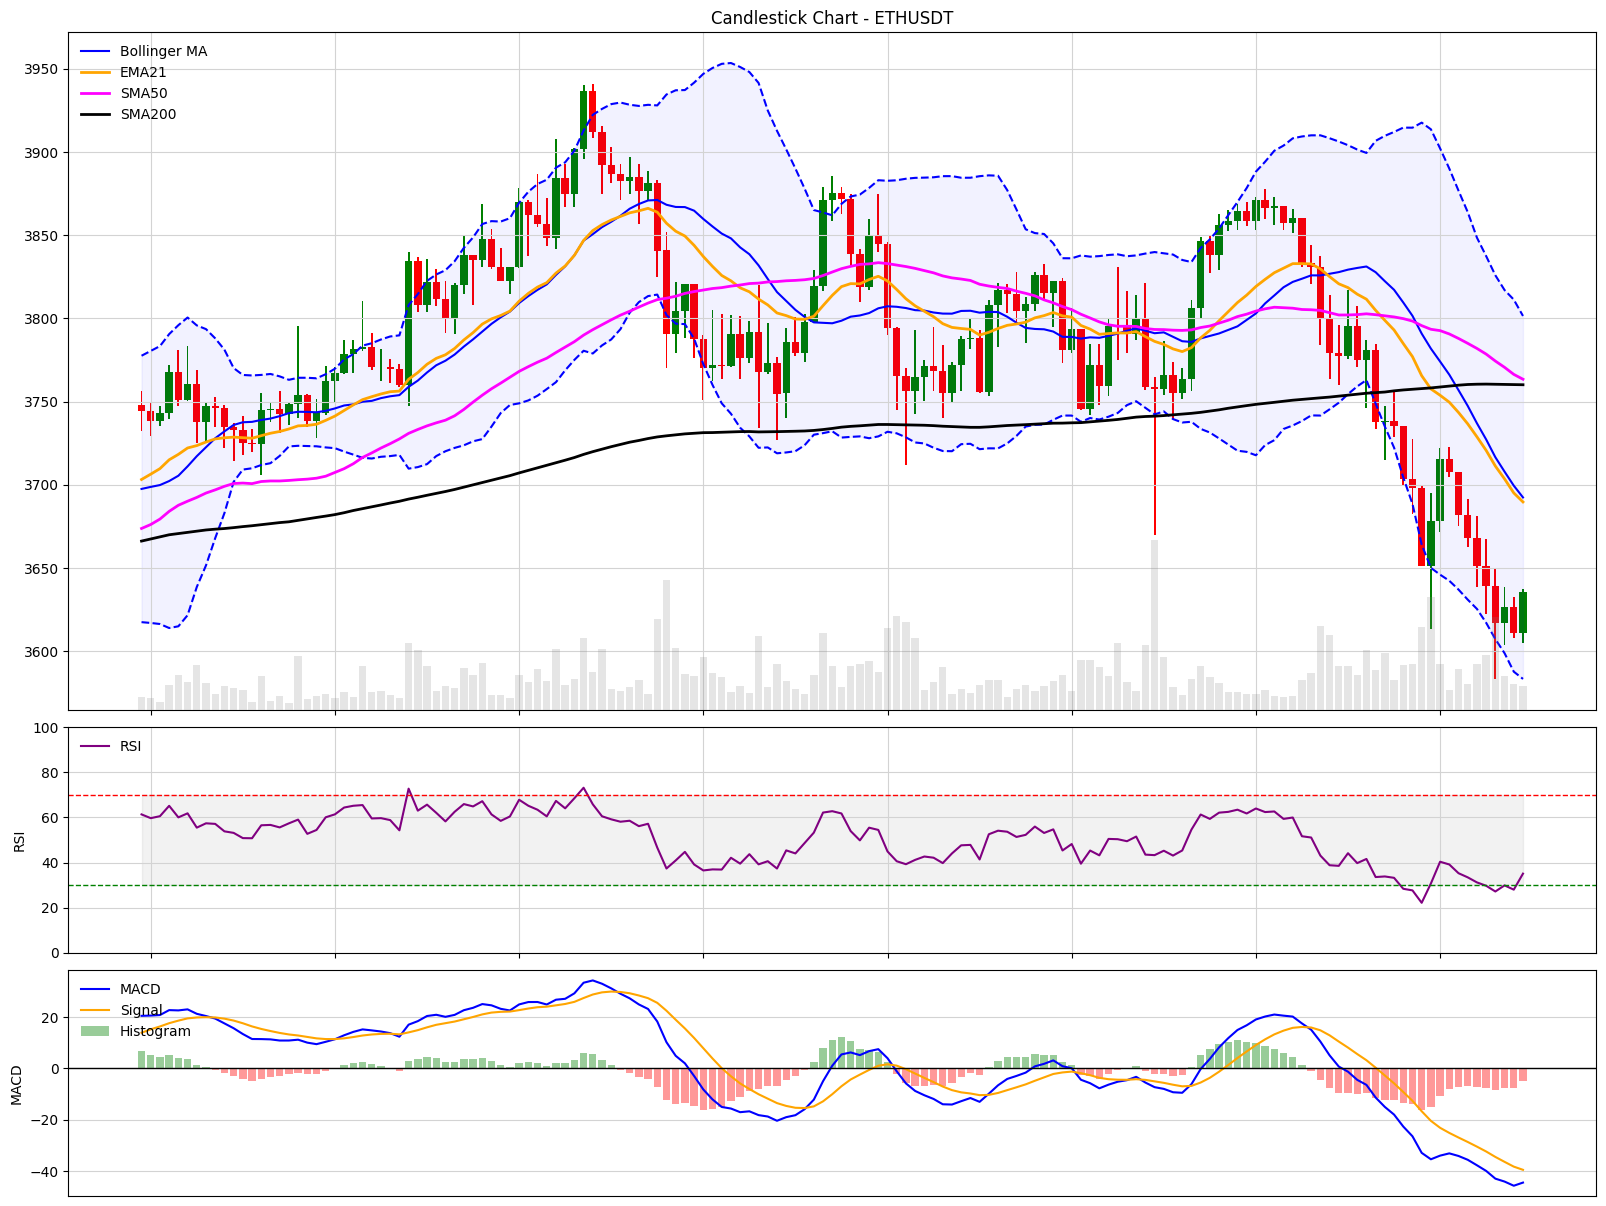 Candlestick Chart - ETHUSDT
Bollinger MA
EMA21
SMA50
SMA200
3950
3900
3850
3800
3750
3700
3650
3600
RSI
RSI
100
80
60
40
20
0
MACD
Signal
Histogram
MACD
20
0
−20
−40